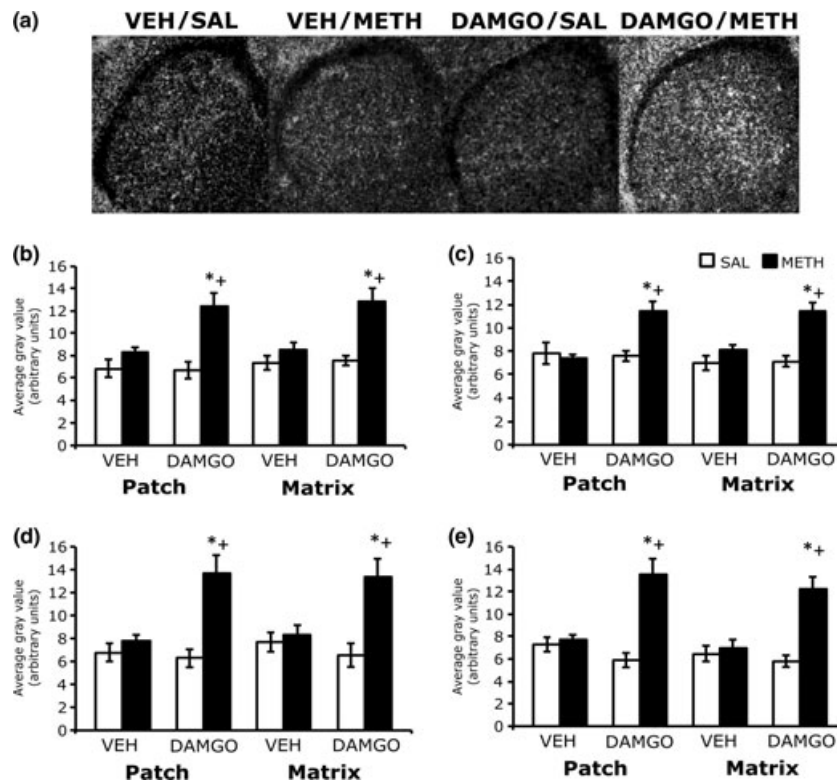 (a) VEH/SAL VEH/METH DAMGO/SAL DAMGO/METH
(b)
Average gray value
(arbitrary units)
16
14
12
10
8
6
4
2
0
*+
*+
VEH DAMGO VEH DAMGO
Patch Matrix
(c)
SAL METH
Average gray value
(arbitrary units)
16
14
12
10
8
6
4
2
0
*+
*+
VEH DAMGO VEH DAMGO
Patch Matrix
(d)
Average gray value
(arbitrary units)
16
14
12
10
8
6
4
2
0
*+
*+
VEH DAMGO VEH DAMGO
Patch Matrix
(e)
Average gray value
(arbitrary units)
16
14
12
10
8
6
4
2
0
*+
*+
VEH DAMGO VEH DAMGO
Patch Matrix